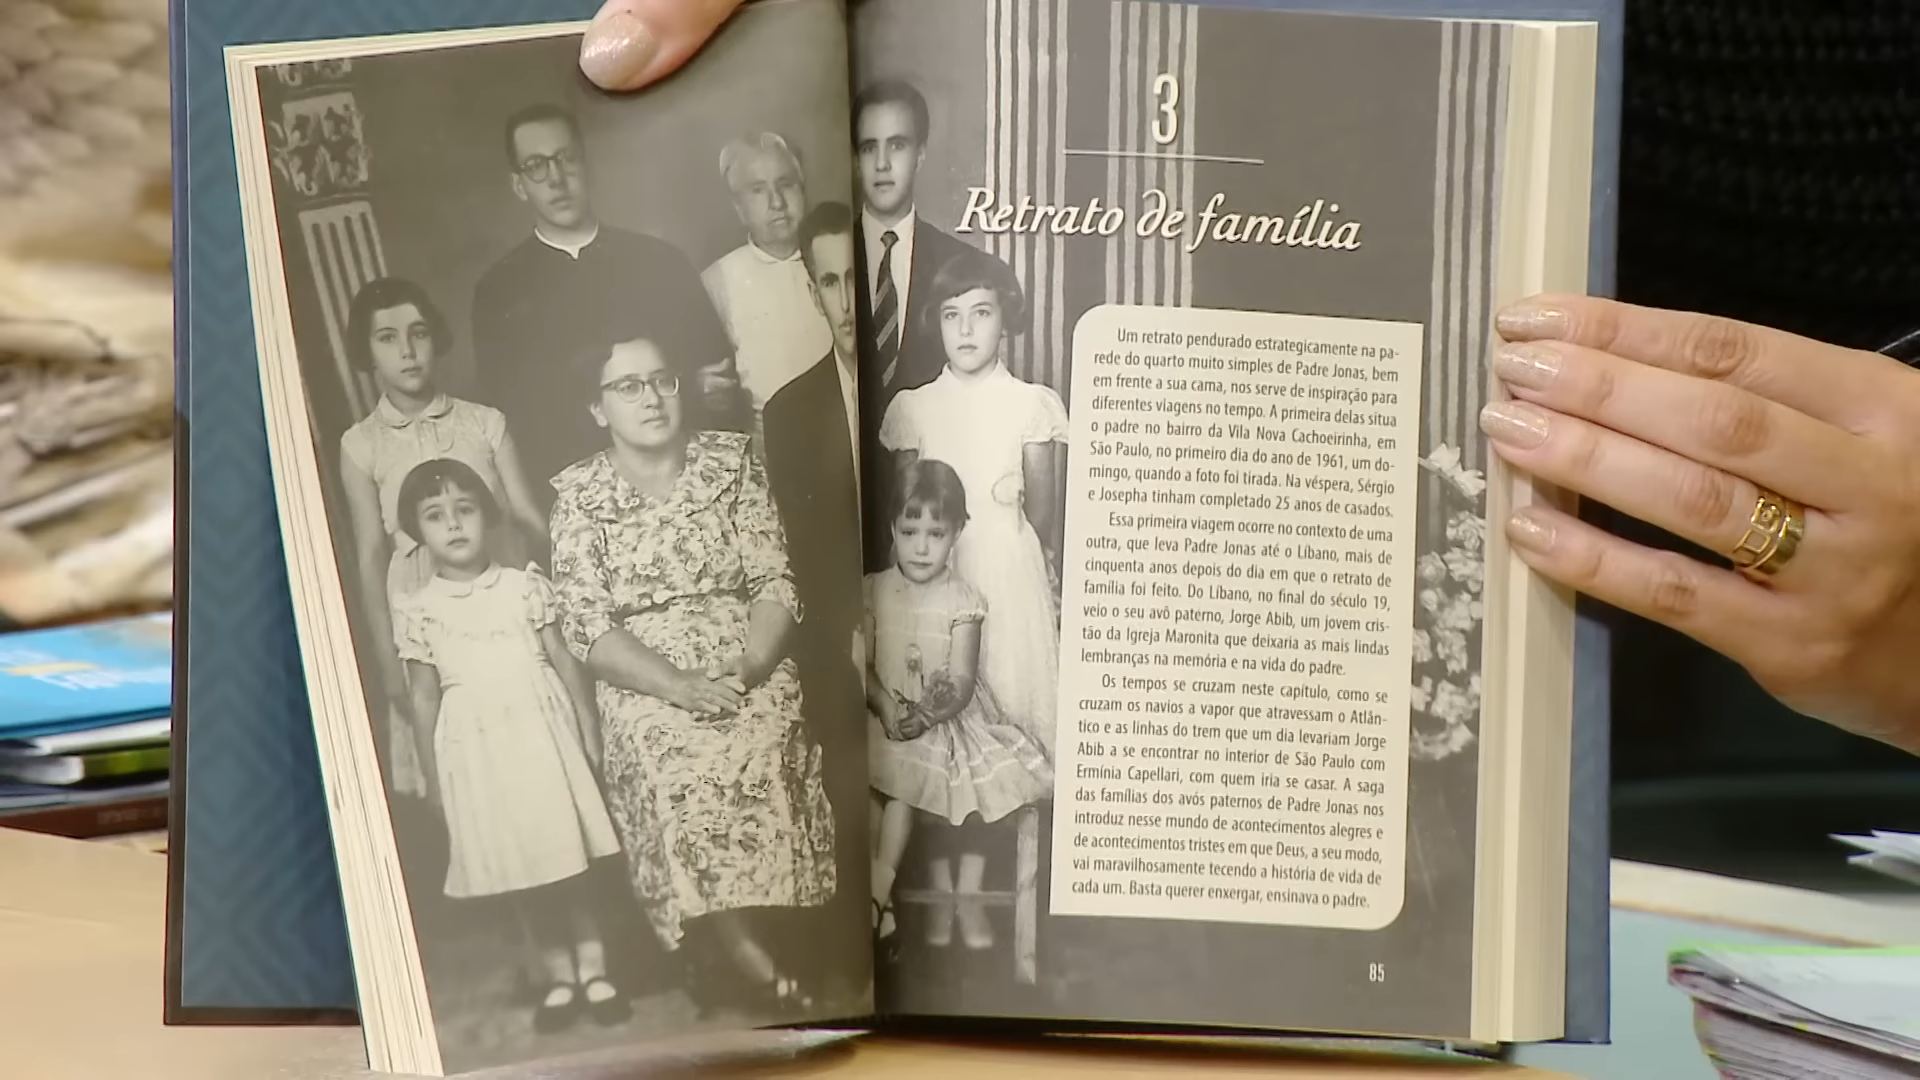 3
Retrato de família
Um retrato pendurado estrategicamente na pa-
rede do quarto muito simples de Padre Jonas, bem
em frente a sua cama, nos serve de inspiração para
diferentes viagens no tempo. A primeira delas situa
o padre no bairro da Vila Nova Cachoeirinha, em
São Paulo, no primeiro dia do ano de 1961, um do-
mingo, quando a foto foi tirada. Na véspera, Sérgio
e Josepha tinham completado 25 anos de casados.
Essa primeira viagem ocorre no contexto de uma
outra, que leva Padre Jonas até o Líbano, mais de
cinquenta anos depois do dia em que o retrato de
família foi feito. Do Líbano, no final do século 19,
veio o seu avô paterno, Jorge Abib, um jovem cris-
tão da Igreja Maronita que deixaria as mais lindas
lembranças na memória e na vida do padre.
Os tempos se cruzam neste capítulo, como se
cruzam os navios a vapor que atravessam o Atlân-
tico e as linhas do trem que um dia levariam Jorge
Abib a se encontrar no interior de São Paulo com
Ermínia Capellari, com quem iria se casar. A saga
das famílias dos avós paternos de Padre Jonas nos
introduz nesse mundo de acontecimentos alegres e
de acontecimentos tristes em que Deus, a seu modo,
vai maravilhosamente tecendo a história de vida de
cada um. Basta querer enxergar, ensinava o padre.
85